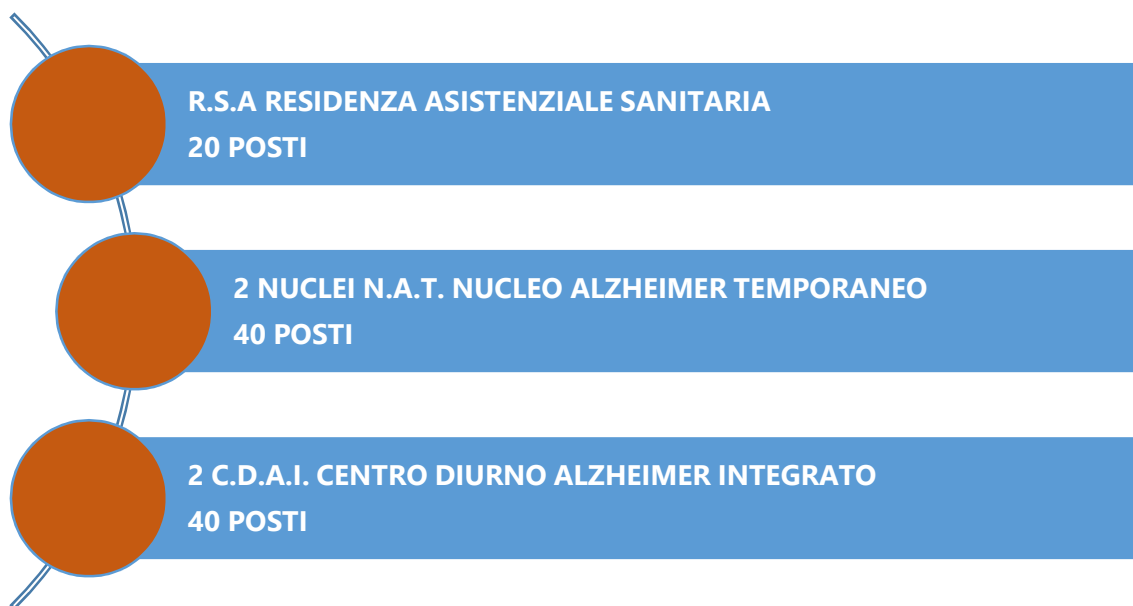 R.S.A RESIDENZA ASISTENZIALE SANITARIA
20 POSTI
2 NUCLEI N.A.T. NUCLEO ALZHEIMER TEMPORANEO
40 POSTI
2 C.D.A.I. CENTRO DIURNO ALZHEIMER INTEGRATO
40 POSTI